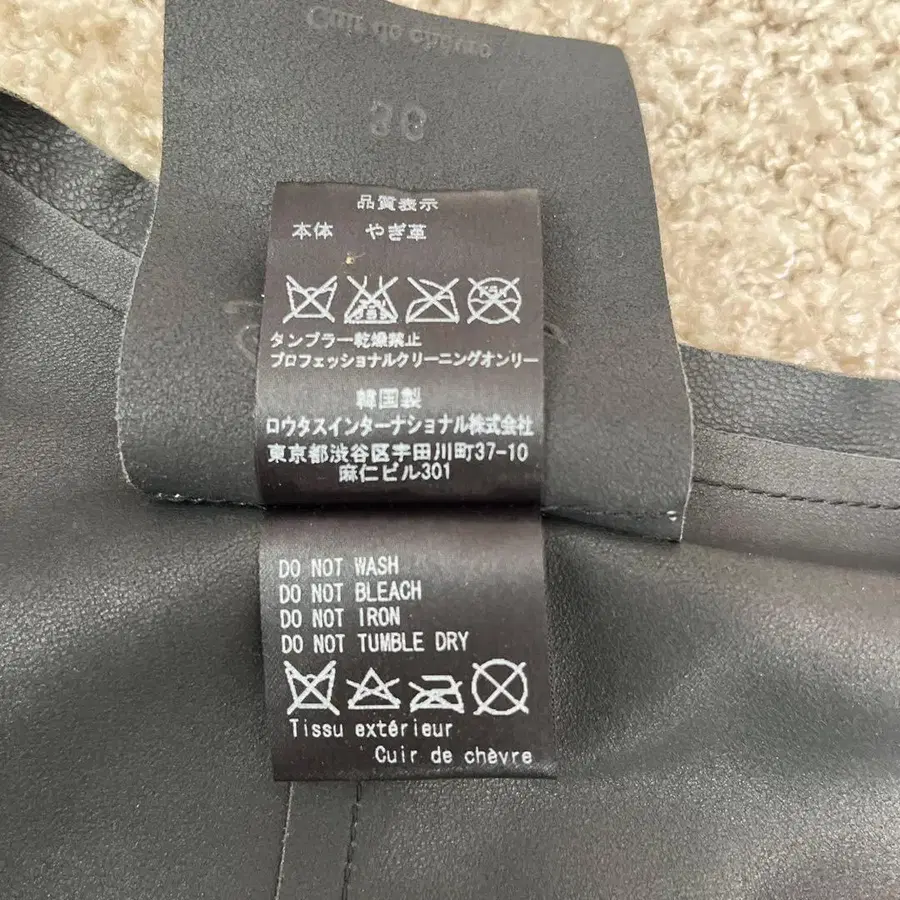 Cuir de chèvre
品質表示
本体 やぎ革
タンブラー乾燥禁止
プロフェッショナルクリーニングオンリー
韓国製
ロウタスインターナショナル株式会社
東京都渋谷区宇田川町37-10
麻仁ビル301
DO NOT WASH
DO NOT BLEACH
DO NOT IRON
DO NOT TUMBLE DRY
Tissu extérieur
Cuir de chèvre